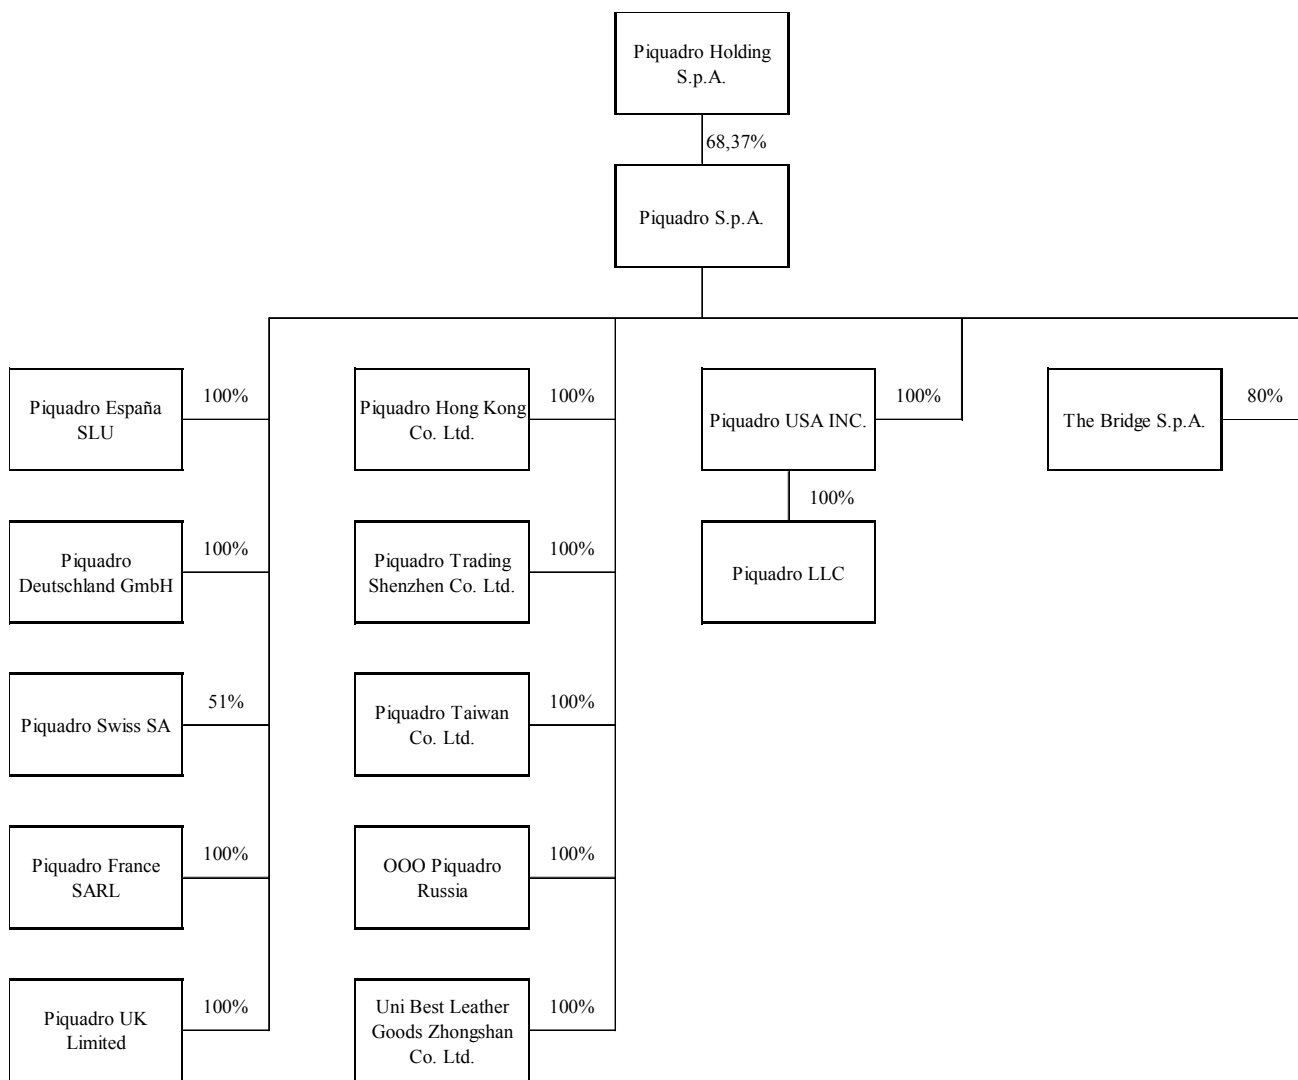 Piquadro Holding
S.p.A.
68,37%
Piquadro S.p.A.
Piquadro España
SLU
100%
Piquadro Hong Kong
Co. Ltd.
100%
Piquadro USA INC.
100%
The Bridge S.p.A.
80%
100%
Piquadro
Deutschland GmbH
100%
Piquadro Trading
Shenzhen Co. Ltd.
100%
Piquadro LLC
Piquadro Swiss SA
51%
Piquadro Taiwan
Co. Ltd.
100%
Piquadro France
SARL
100%
OOO Piquadro
Russia
100%
Piquadro UK
Limited
100%
Uni Best Leather
Goods Zhongshan
Co. Ltd.
100%